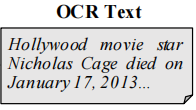 OCR Text
Hollywood movie star
Nicholas Cage died on
January 17, 2013...